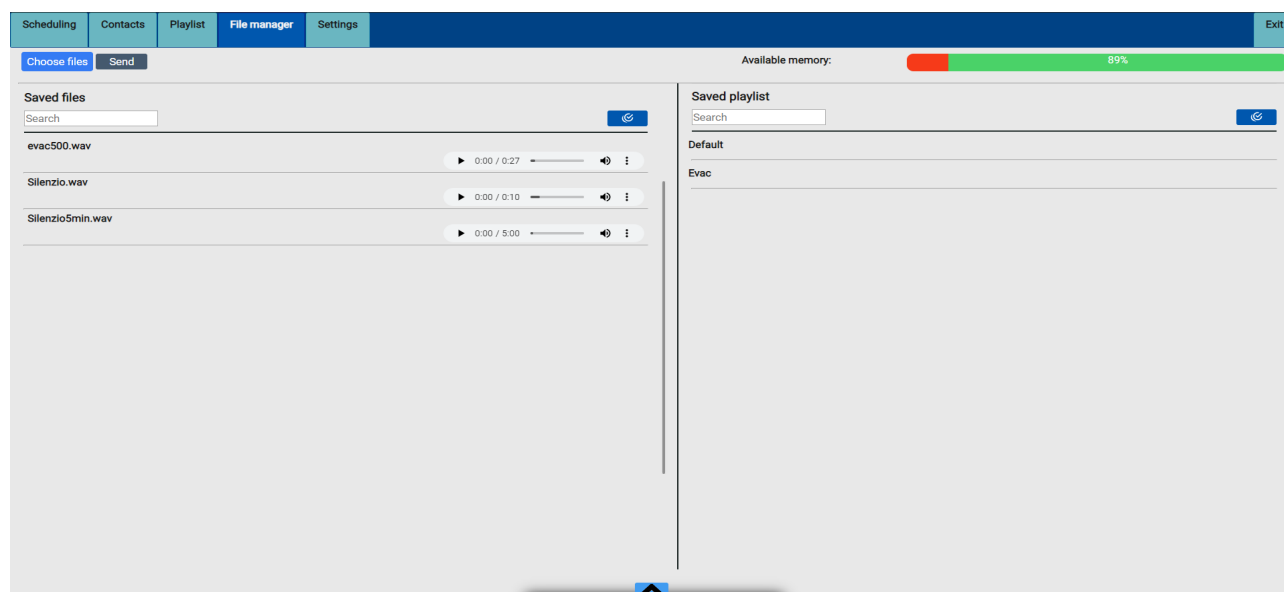 Scheduling Contacts Playlist File manager Settings Exit
Choose files Send Available memory: 89%
Saved files
Search
evac500.wav
0:00 / 0:27
Silenzio.wav
0:00 / 0:10
Silenzio5min.wav
0:00 / 5:00
Saved playlist
Search
Default
Evac